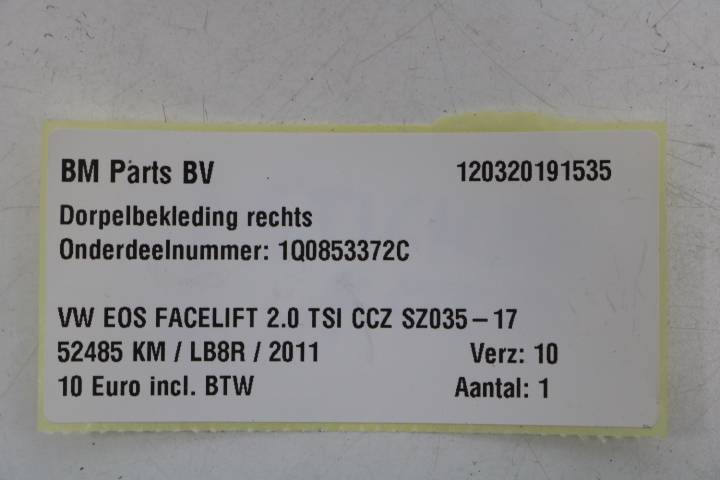 BM Parts BV 120320191535
Dorpelbekleding rechts
Onderdeelnummer: 1Q0853372C
VW EOS FACELIFT 2.0 TSI CCZ SZ035-17
52485 KM / LB8R / 2011 Verz: 10
10 Euro incl. BTW Aantal: 1